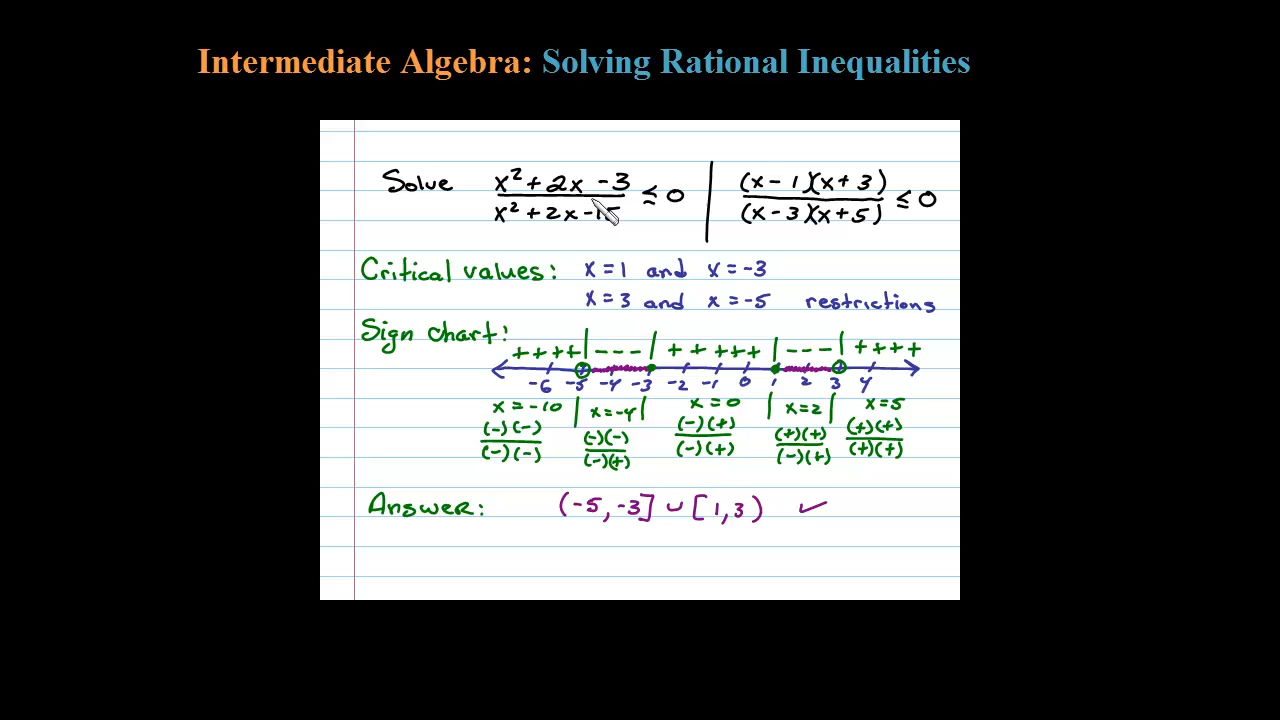 Intermediate Algebra: Solving Rational Inequalities
Solve (x² + 2x - 3)/(x² + 2x - 15) ≤ 0 | ((x - 1)(x + 3))/((x - 3)(x + 5)) ≤ 0
Critical values: x = 1 and x = -3
x = 3 and x = -5 restrictions
Sign chart:
++++ | --- | + + + + + | --- | ++++
-6 -5 -4 -3 -2 -1 0 1 2 3 4
x = -10 | x = -4 | x = 0 | x = 2 | x = 5
(-)(-)/(-)(-) (-)(-)/(-)(+) (-)(+)/(-)(+) (+)(+)/(-)(+) (+)(+)/(+)(+)
Answer: (-5, -3] ∪ [1, 3) ✓